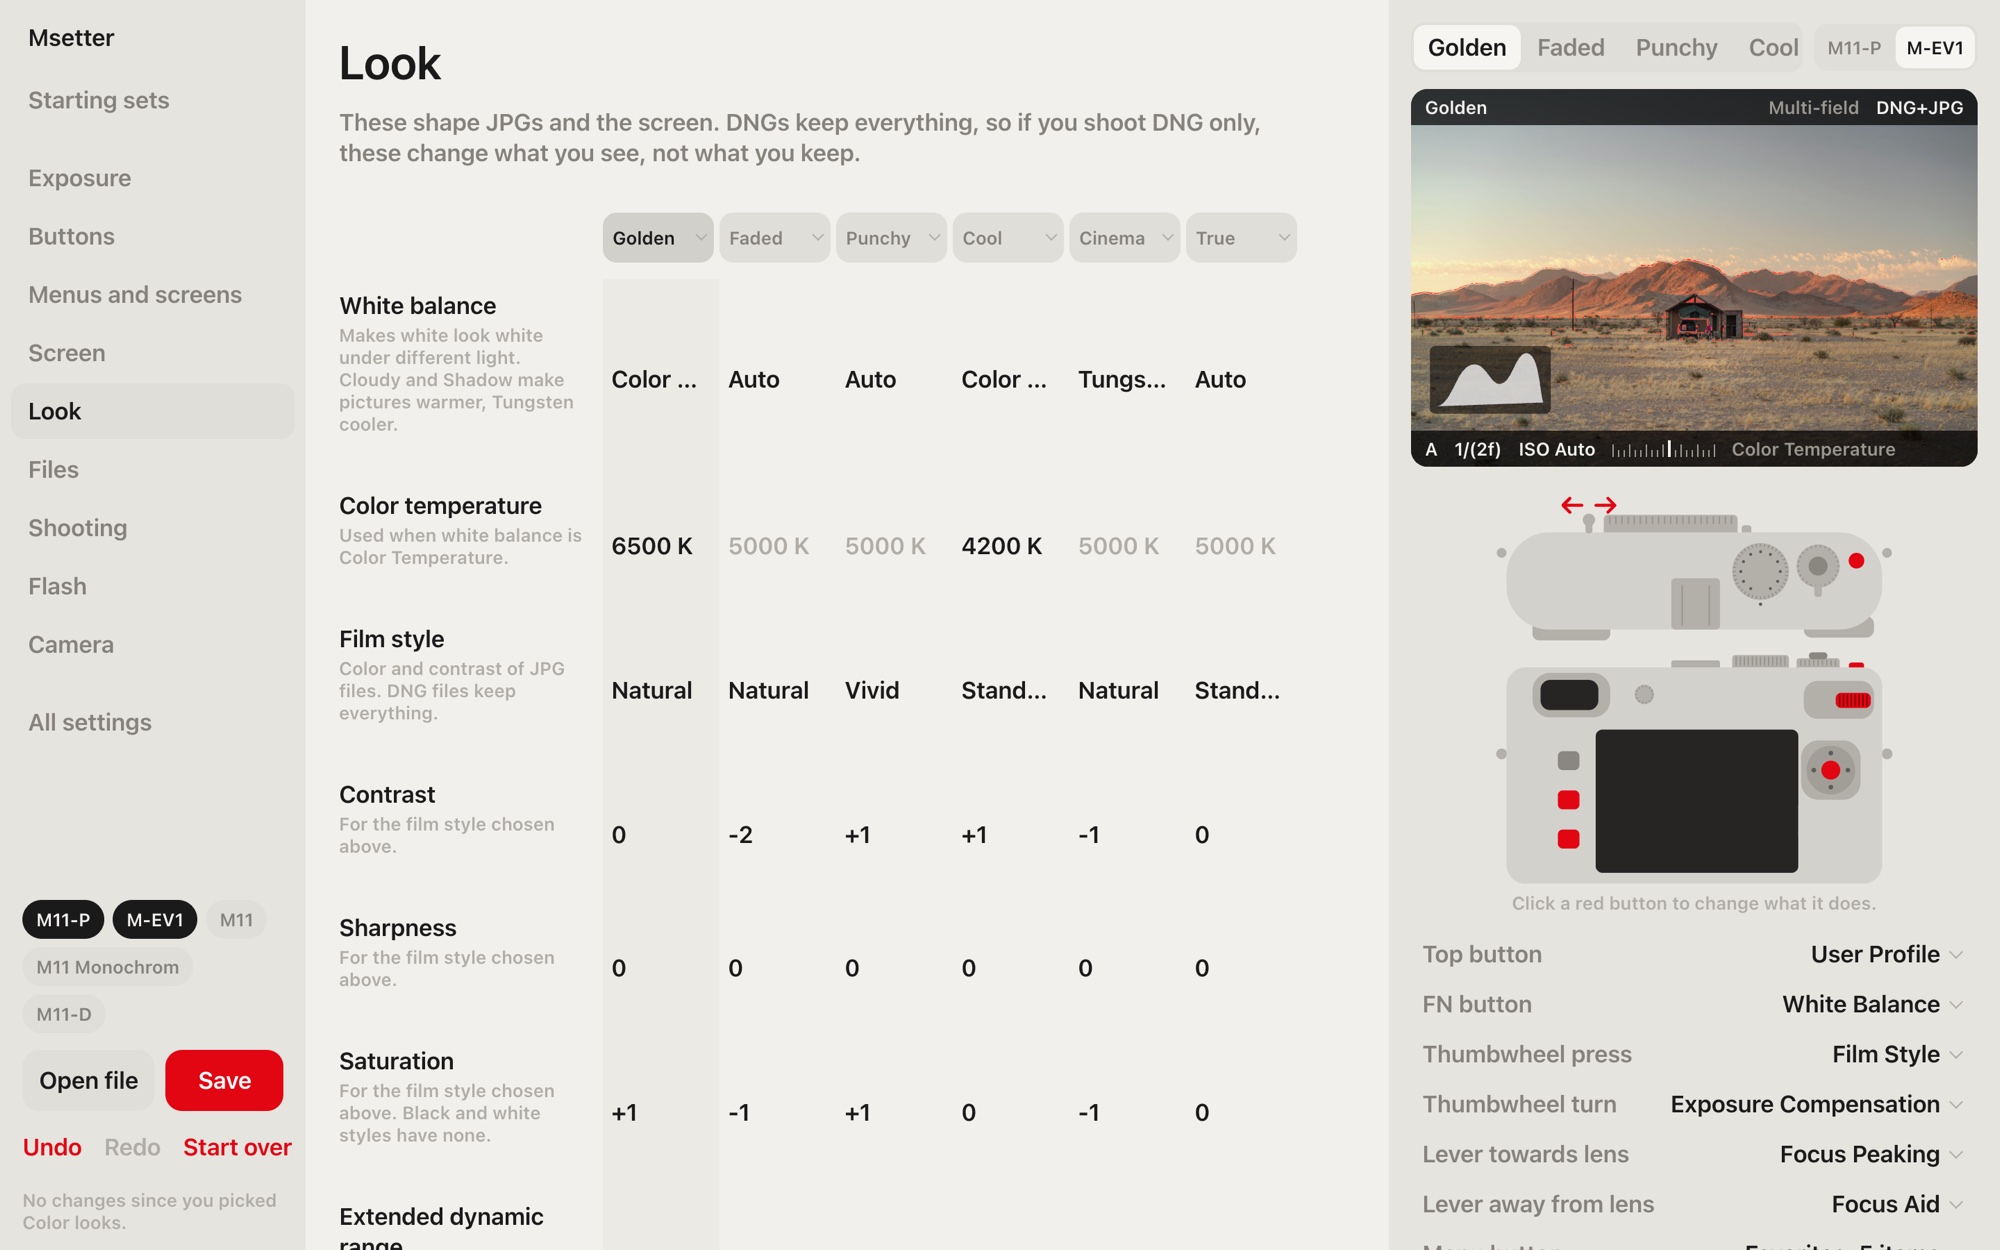 Msetter
Starting sets
Exposure
Buttons
Menus and screens
Screen
Look
Files
Shooting
Flash
Camera
All settings
M11-P M-EV1 M11
M11 Monochrom
M11-D
Open file Save
Undo Redo Start over
No changes since you picked
Color looks.
Look
These shape JPGs and the screen. DNGs keep everything, so if you shoot DNG only,
these change what you see, not what you keep.
Golden Faded Punchy Cool Cinema True
White balance
Makes white look white
under different light.
Cloudy and Shadow make
pictures warmer, Tungsten
cooler.
Color ... Auto Auto Color ... Tungs... Auto
Color temperature
Used when white balance is
Color Temperature.
6500 K 5000 K 5000 K 4200 K 5000 K 5000 K
Film style
Color and contrast of JPG
files. DNG files keep
everything.
Natural Natural Vivid Stand... Natural Stand...
Contrast
For the film style chosen
above.
0 -2 +1 +1 -1 0
Sharpness
For the film style chosen
above.
0 0 0 0 0 0
Saturation
For the film style chosen
above. Black and white
styles have none.
+1 -1 +1 0 -1 0
Extended dynamic
range
Golden Faded Punchy Cool M11-P M-EV1
Golden Multi-field DNG+JPG
A 1/(2f) ISO Auto Color Temperature
Click a red button to change what it does.
Top button User Profile
FN button White Balance
Thumbwheel press Film Style
Thumbwheel turn Exposure Compensation
Lever towards lens Focus Peaking
Lever away from lens Focus Aid